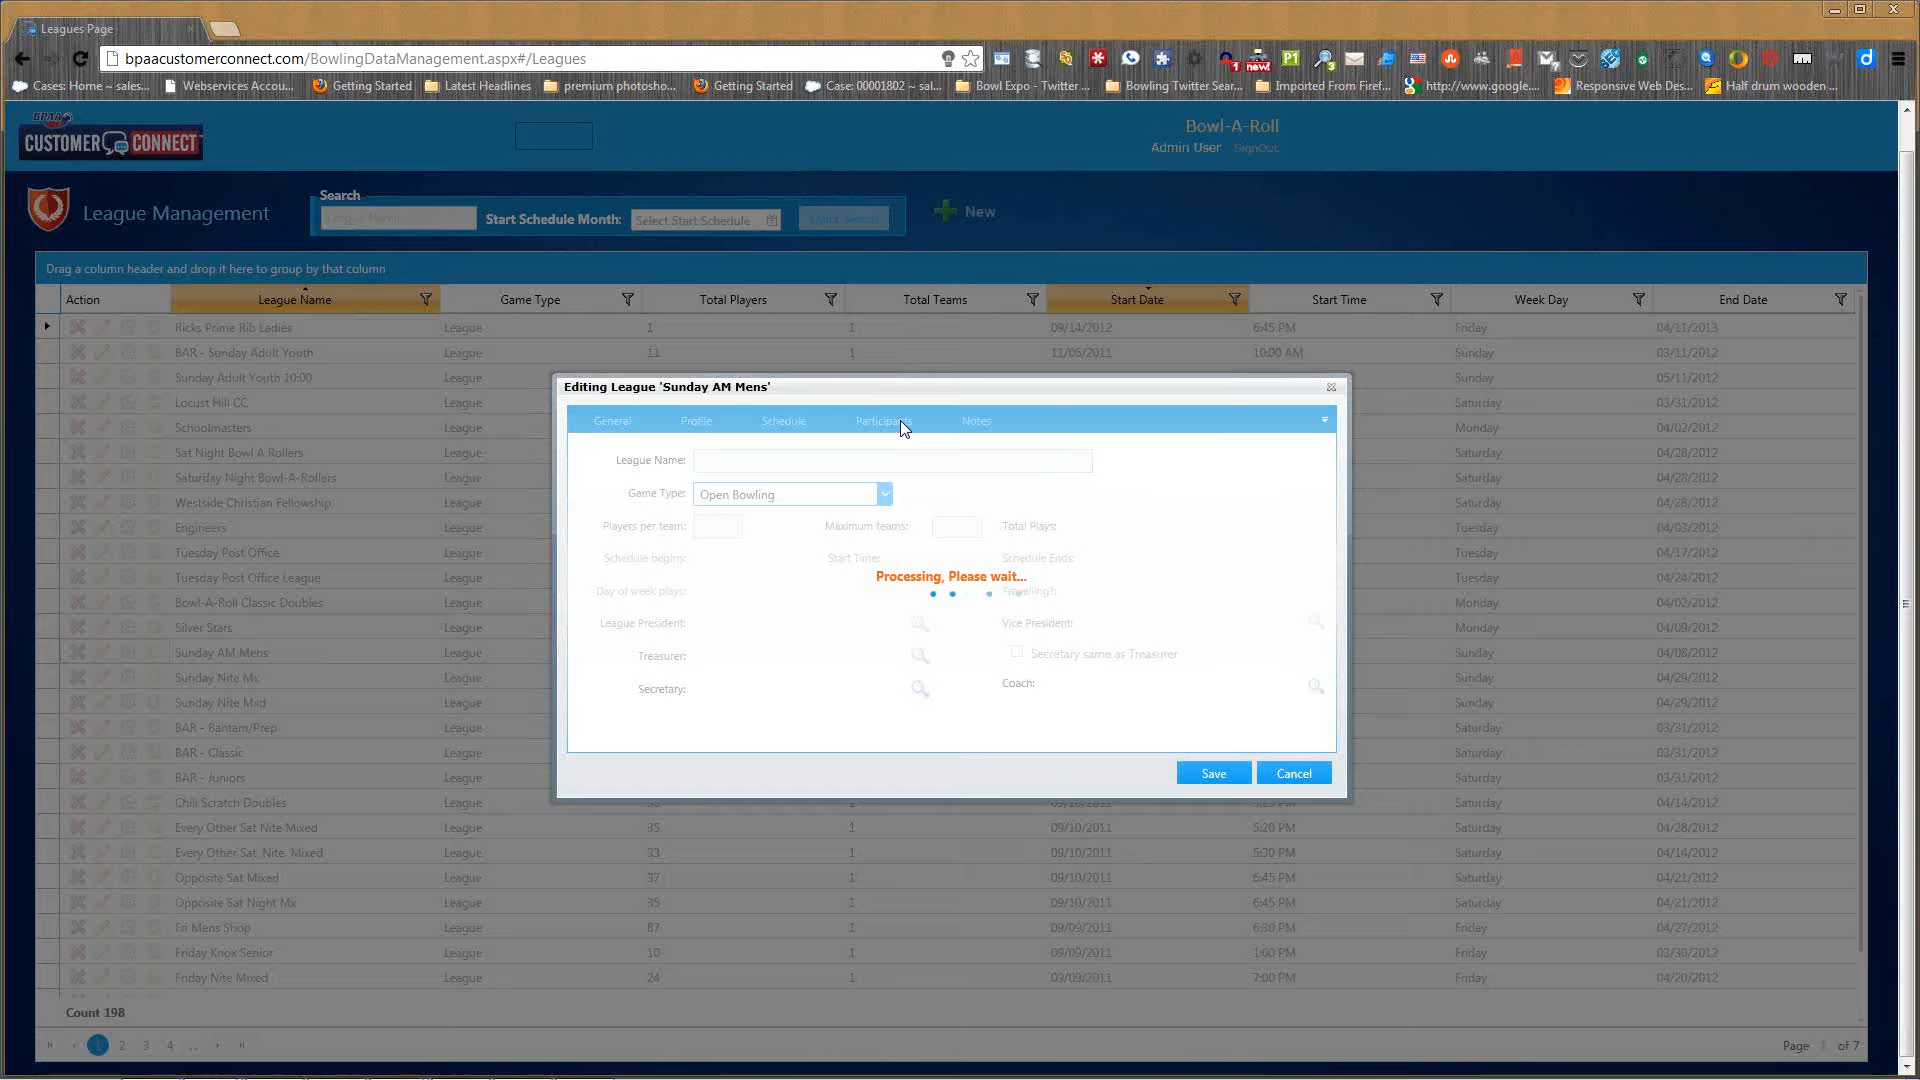 Leagues Page
bpaacustomerconnect.com/BowlingDataManagement.aspx#/Leagues
Cases: Home ~ sales... Webservices Accou... Getting Started Latest Headlines premium photosho... Getting Started Case: 00001802 ~ sal... Bowl Expo - Twitter ... Bowling Twitter Sear... Imported From Firef... http://www.google.... Responsive Web Des... Half drum wooden ...
BPAA
CUSTOMER CONNECT
Bowl-A-Roll
Admin User SignOut
League Management
Search
League Name Start Schedule Month: Select Start Schedule Quick Search
New
Drag a column header and drop it here to group by that column
Action League Name Game Type Total Players Total Teams Start Date Start Time Week Day End Date
Ricks Prime Rib Ladies League 1 1 09/14/2012 6:45 PM Friday 04/11/2013
BAR - Sunday Adult Youth League 11 1 11/06/2011 10:00 AM Sunday 03/11/2012
Sunday Adult Youth 10:00 League Sunday 05/11/2012
Locust Hill CC League Saturday 03/31/2012
Schoolmasters League Monday 04/02/2012
Sat Night Bowl A Rollers League Saturday 04/28/2012
Saturday Night Bowl-A-Rollers League Saturday 04/28/2012
Westside Christian Fellowship League Saturday 04/28/2012
Engineers League Tuesday 04/03/2012
Tuesday Post Office League Tuesday 04/17/2012
Tuesday Post Office League League Tuesday 04/24/2012
Bowl-A-Roll Classic Doubles League Monday 04/02/2012
Silver Stars League Monday 04/09/2012
Sunday AM Mens League Sunday 04/08/2012
Sunday Nite Mx League Sunday 04/29/2012
Sunday Nite Mxd League Sunday 04/29/2012
BAR - Bantam/Prep League Saturday 03/31/2012
BAR - Classic League Saturday 03/31/2012
BAR - Juniors League Saturday 03/31/2012
Chili Scratch Doubles League Saturday 04/14/2012
Every Other Sat Nite Mixed League 35 1 09/10/2011 5:20 PM Saturday 04/28/2012
Every Other Sat. Nite. Mixed League 33 1 09/10/2011 5:30 PM Saturday 04/14/2012
Opposite Sat Mixed League 37 1 09/10/2011 6:45 PM Saturday 04/21/2012
Opposite Sat Night Mx League 35 1 09/10/2011 6:45 PM Saturday 04/21/2012
Fri Mens Shop League 87 1 09/09/2011 6:30 PM Friday 04/27/2012
Friday Knox Senior League 10 1 09/09/2011 1:00 PM Friday 03/30/2012
Friday Nite Mixed League 24 1 09/09/2011 7:00 PM Friday 04/20/2012
Count 198
1 2 3 4 ... Page 1 of 7
Editing League 'Sunday AM Mens'
General Profile Schedule Participants Notes
League Name:
Game Type: Open Bowling
Players per team: Maximum teams: Total Plays:
Schedule begins: Start Time: Schedule Ends:
Processing, Please wait...
Day of week plays: Travelling?:
League President: Vice President:
Treasurer: Secretary same as Treasurer
Secretary: Coach:
Save Cancel